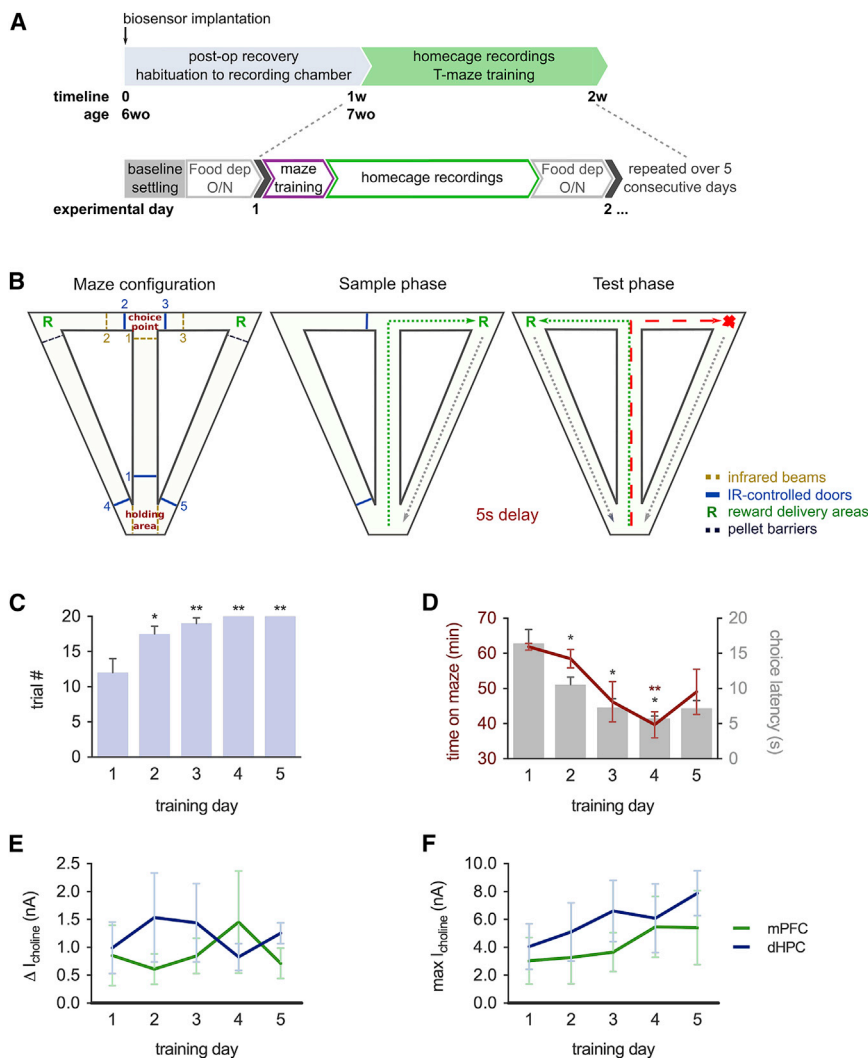 A
biosensor implantation
post-op recovery
habituation to recording chamber
homecage recordings
T-maze training
timeline 0 1w 2w
age 6wo 7wo
baseline
settling
Food dep
O/N
maze
training
homecage recordings
Food dep
O/N
repeated over 5
consecutive days
experimental day 1 2 ...
B
Maze configuration
Sample phase
Test phase
2 3
R choice R
point
2 1 3
1
4 5
holding
area
R
R
5s delay
infrared beams
IR-controlled doors
R reward delivery areas
pellet barriers
C
trial #
20
15
10
5
0
* ** ** **
1 2 3 4 5
training day
D
time on maze (min)
70
60
50
40
30
* * ** *
20
15
10
5
0
choice latency (s)
1 2 3 4 5
training day
E
Δ Icholine (nA)
2.5
2.0
1.5
1.0
0.5
0.0
1 2 3 4 5
training day
F
max Icholine (nA)
10.0
8.0
6.0
4.0
2.0
0.0
1 2 3 4 5
training day
mPFC
dHPC